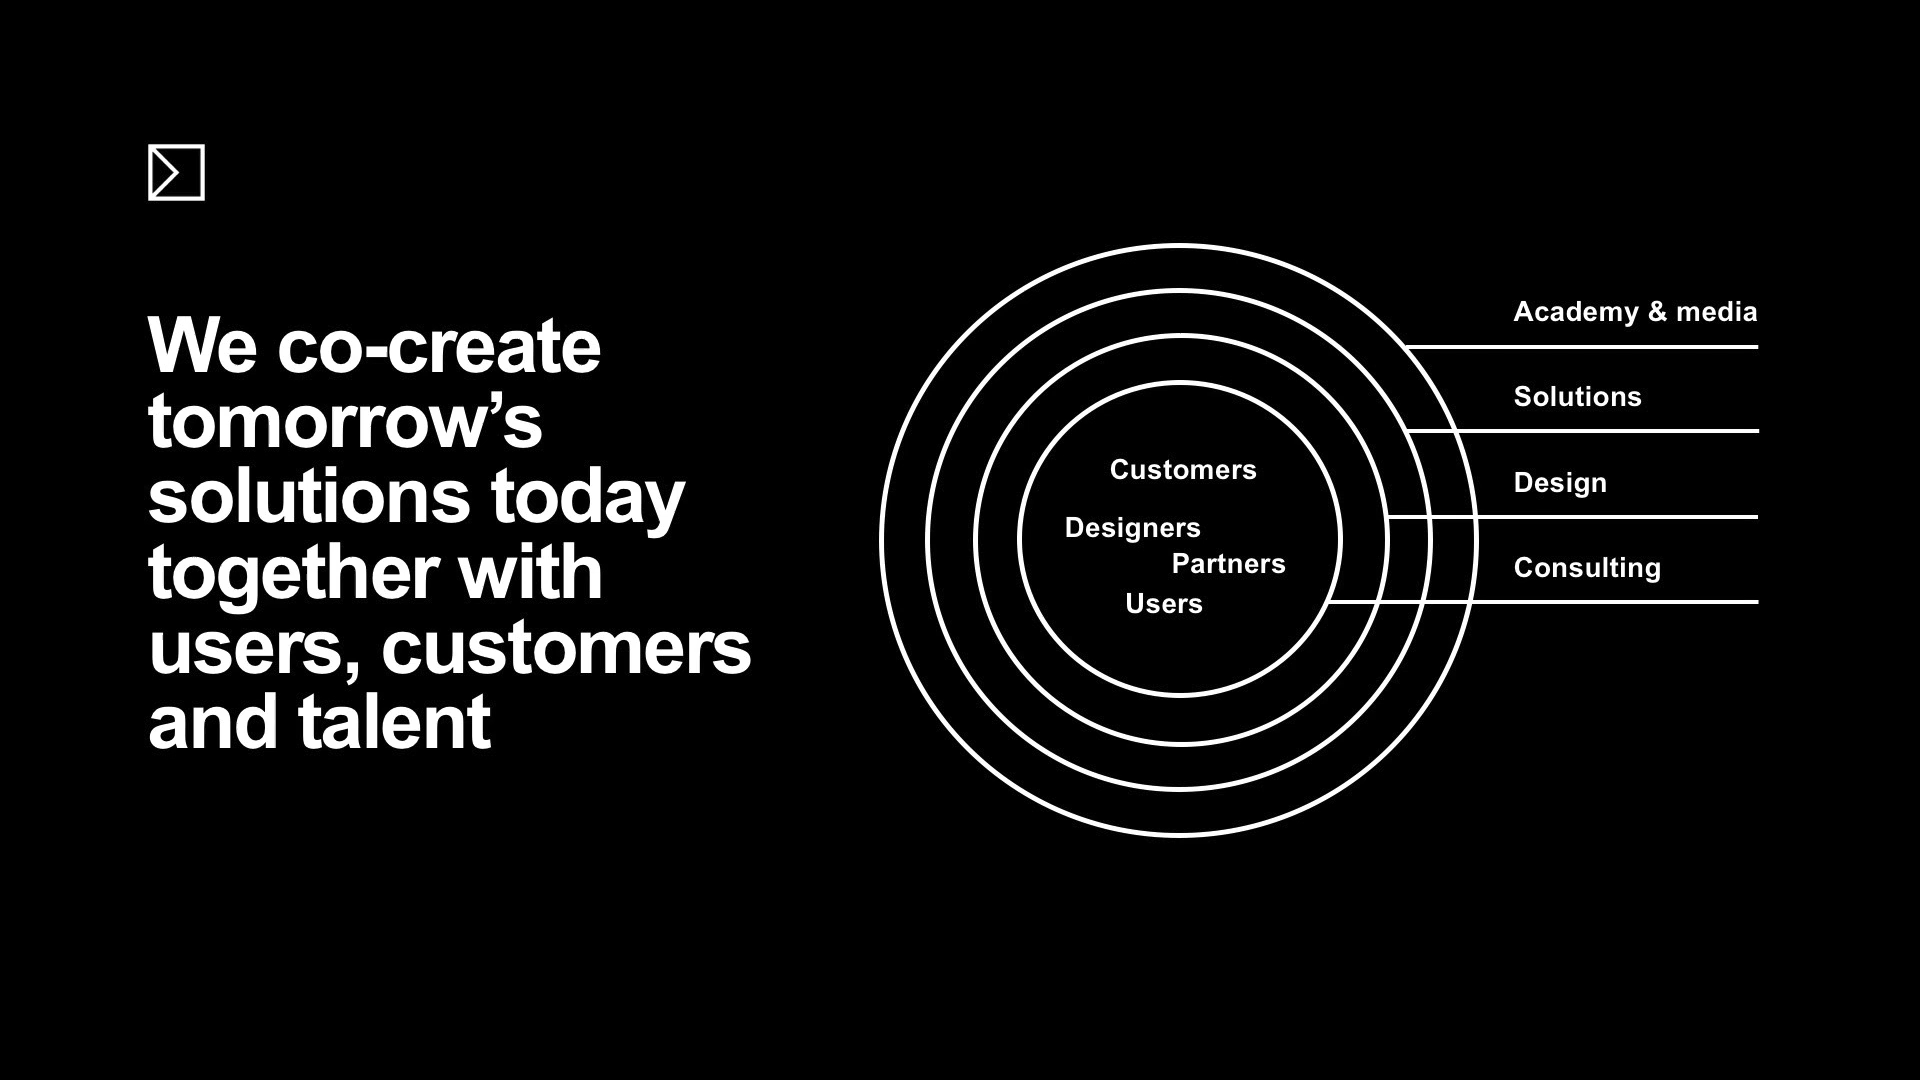 We co-create
tomorrow’s
solutions today
together with
users, customers
and talent
Customers
Designers
Partners
Users
Academy & media
Solutions
Design
Consulting